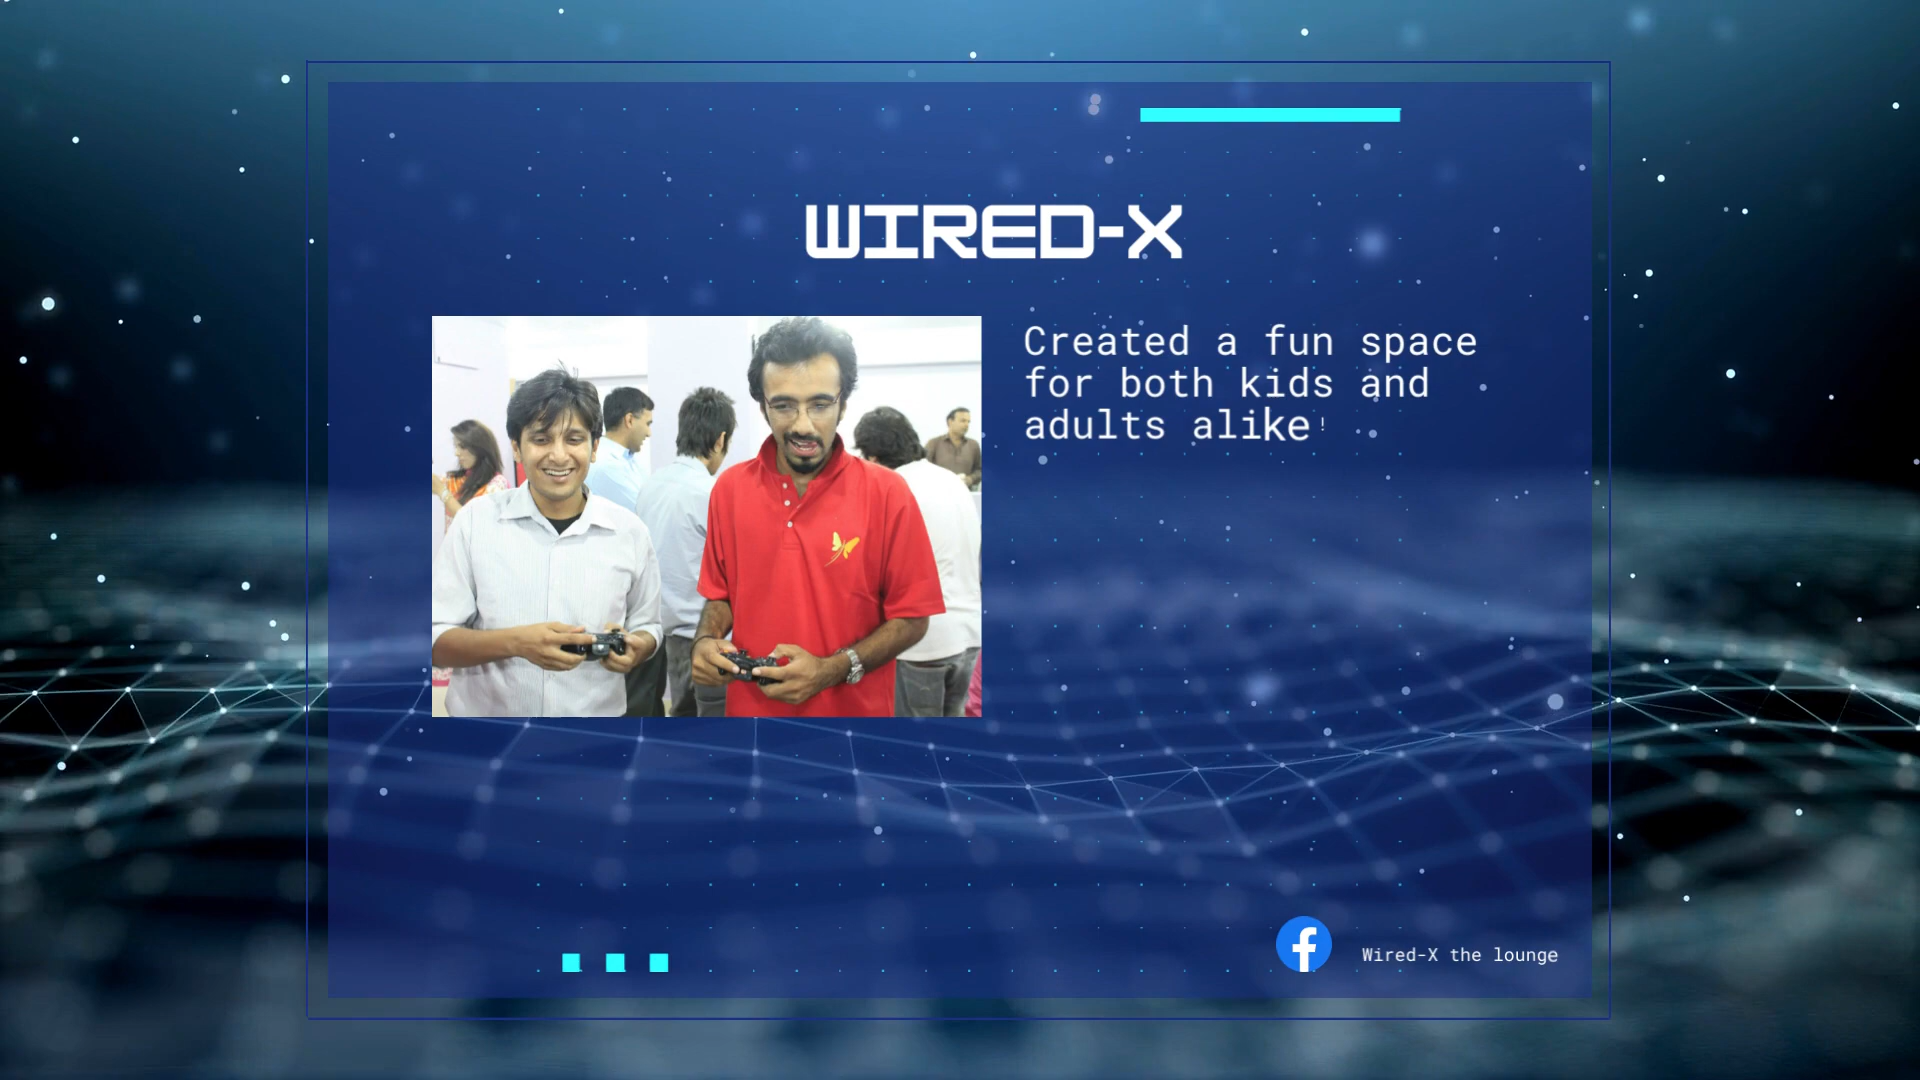 WIRED-X
Created a fun space
for both kids and
adults alike!
Wired-X the lounge